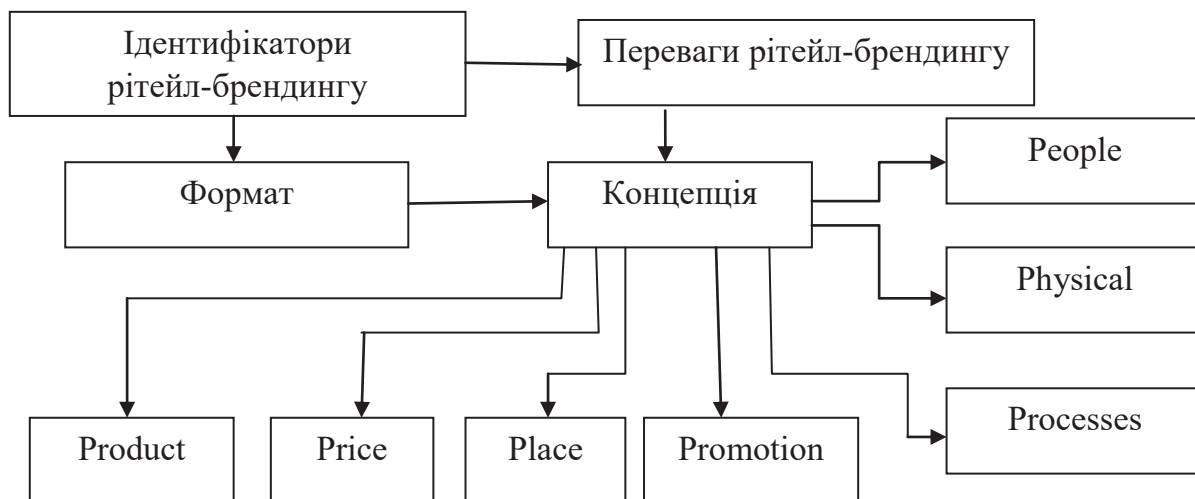 Ідентифікатори
рітейл-брендингу
Переваги рітейл-брендингу
People
Формат
Концепція
Physical
Processes
Product
Price
Place
Promotion